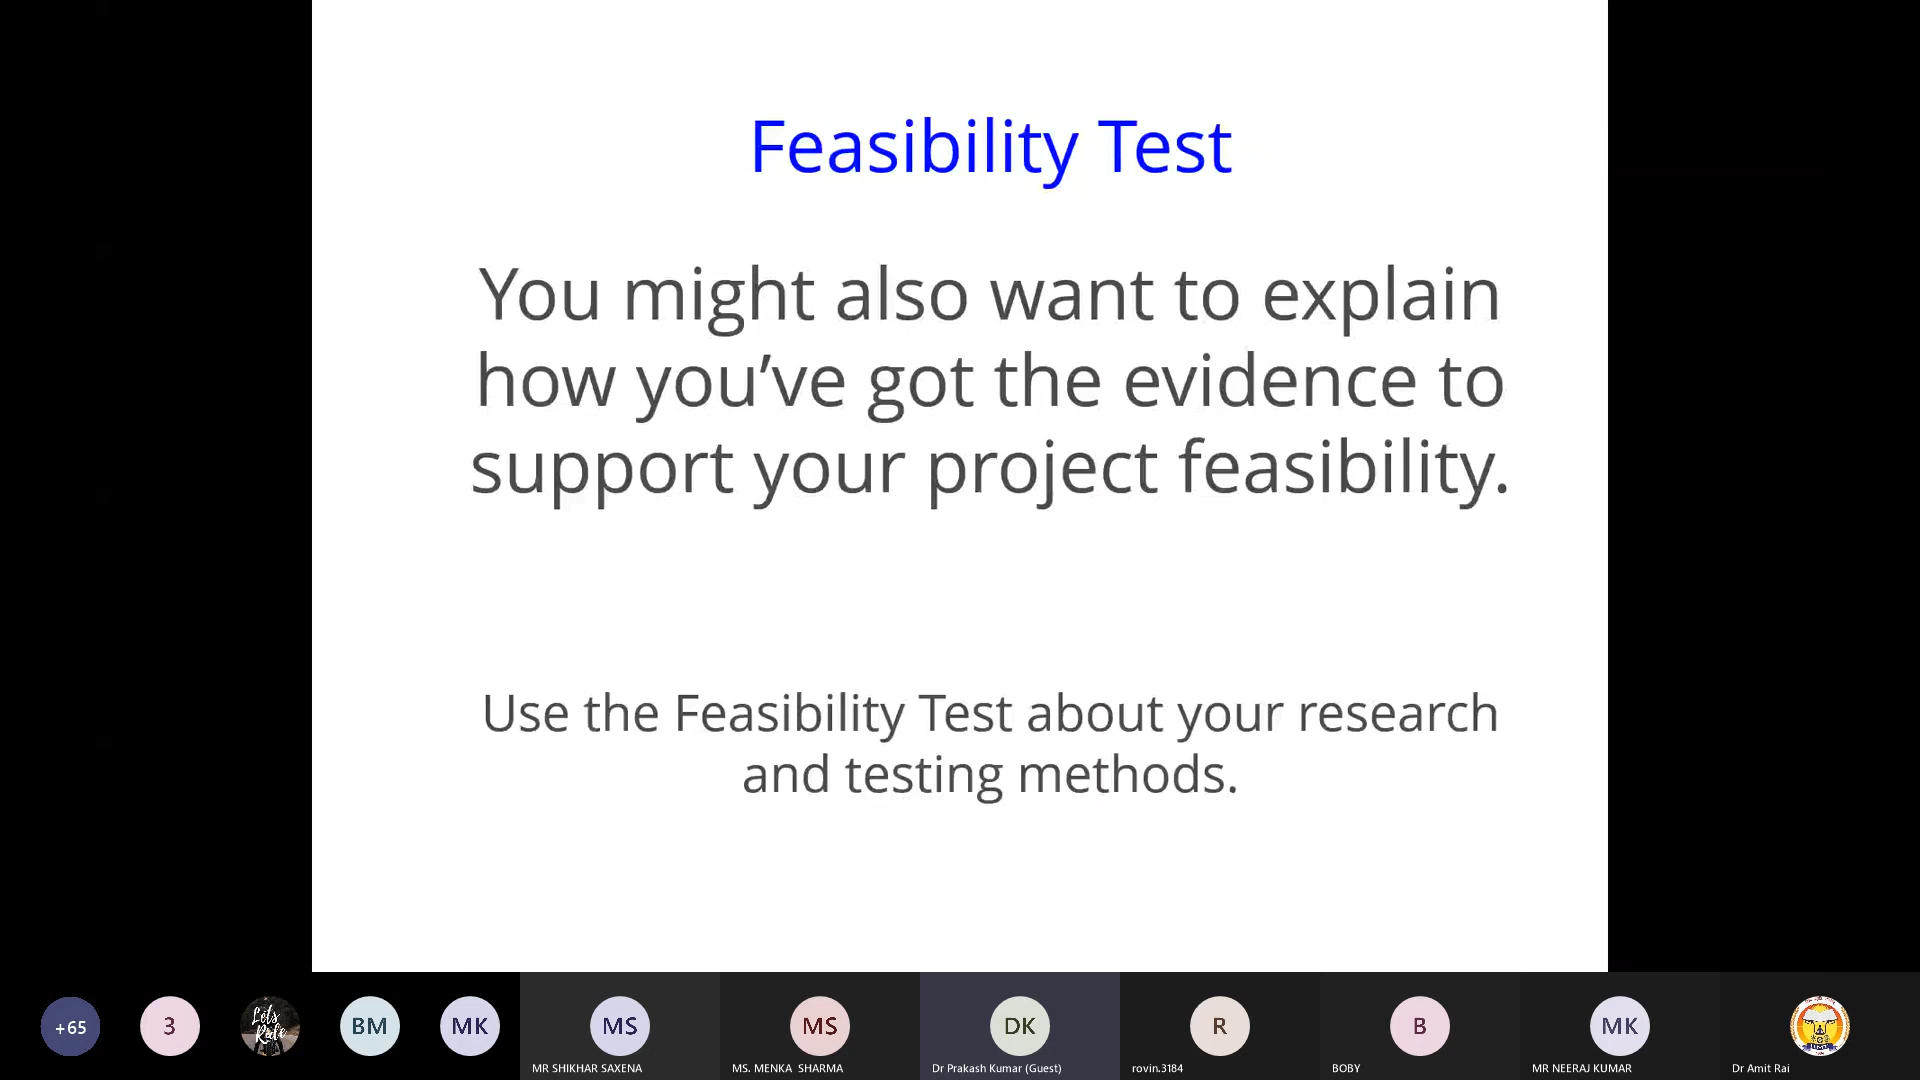 Feasibility Test
You might also want to explain
how you’ve got the evidence to
support your project feasibility.
Use the Feasibility Test about your research
and testing methods.
+65
3
Lets
Ride
BM
MK
MS
MS
DK
R
B
MK
MR SHIKHAR SAXENA
MS. MENKA SHARMA
Dr Prakash Kumar (Guest)
rovin.3184
BOBY
MR NEERAJ KUMAR
Dr Amit Rai